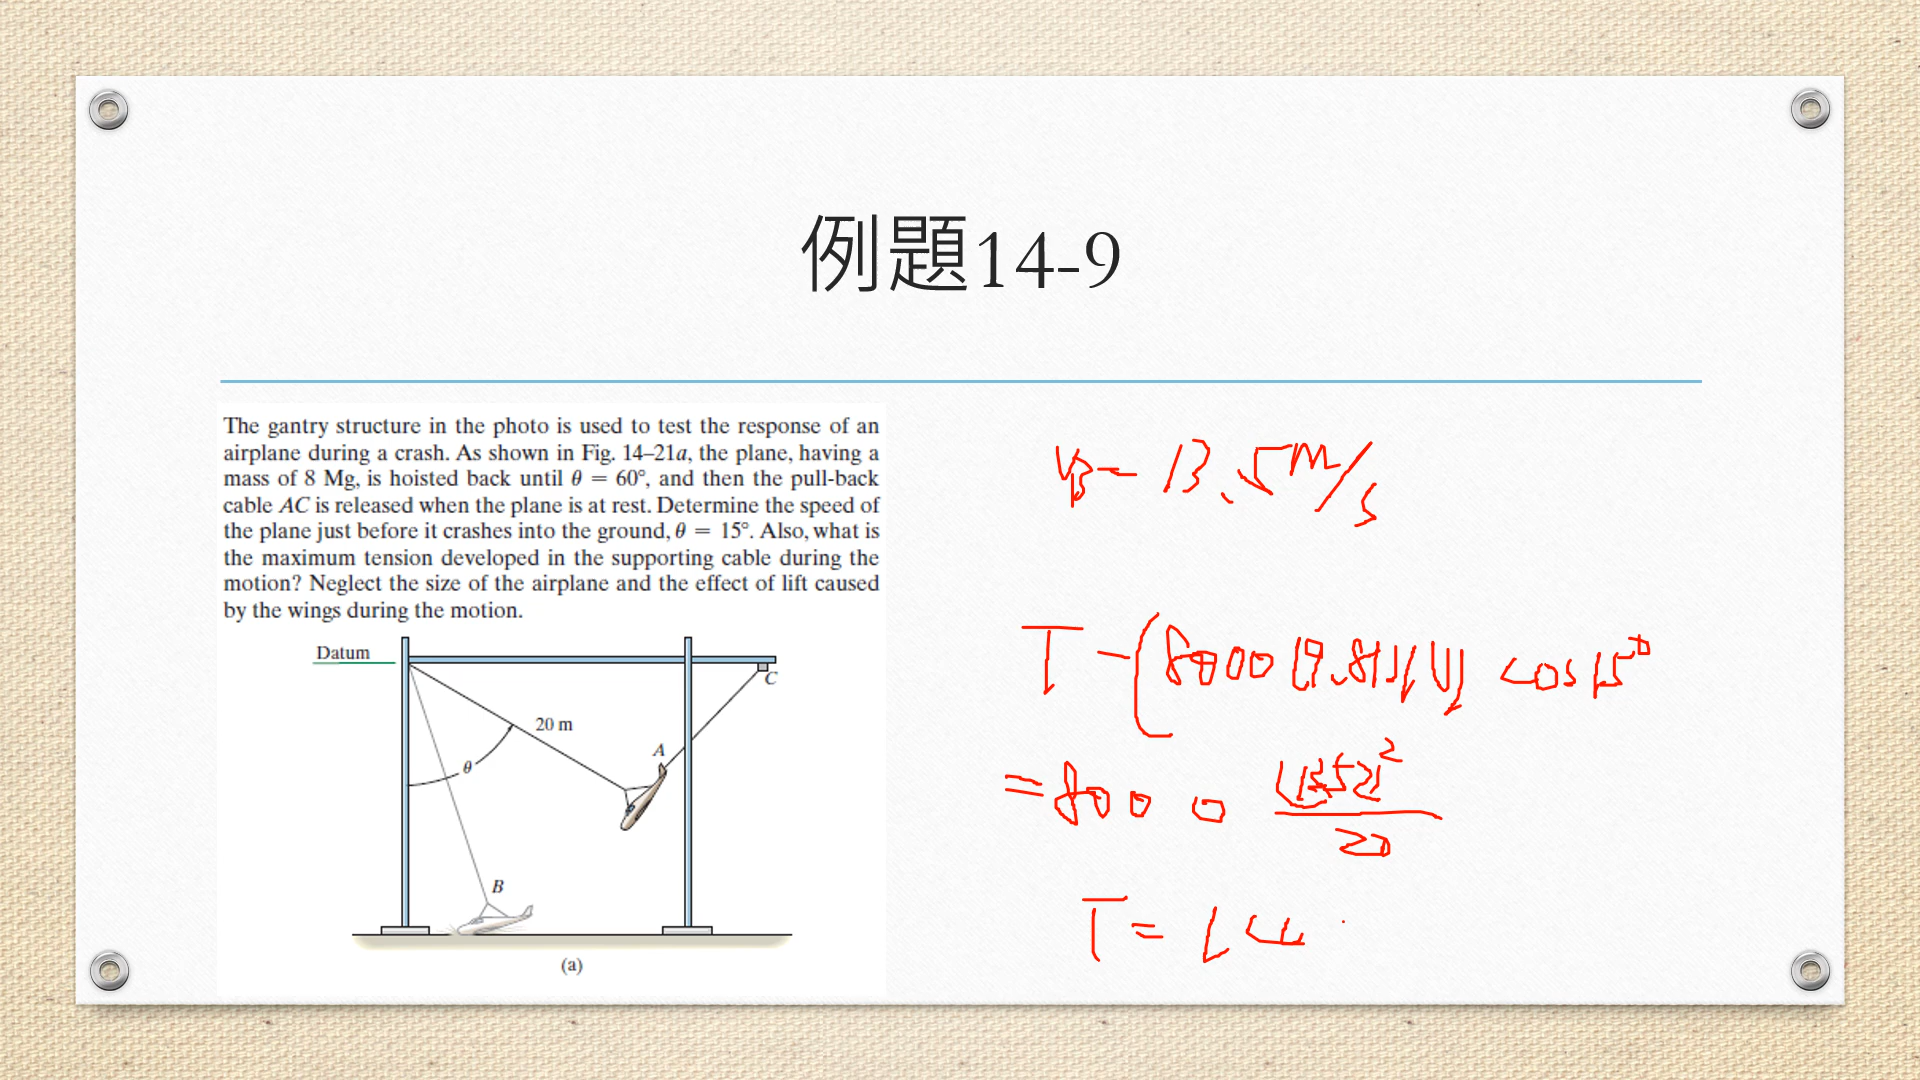 例題14-9
The gantry structure in the photo is used to test the response of an
airplane during a crash. As shown in Fig. 14–21a, the plane, having a
mass of 8 Mg, is hoisted back until θ = 60°, and then the pull-back
cable AC is released when the plane is at rest. Determine the speed of
the plane just before it crashes into the ground, θ = 15°. Also, what is
the maximum tension developed in the supporting cable during the
motion? Neglect the size of the airplane and the effect of lift caused
by the wings during the motion.
Datum
C
20 m
A
θ
B
(a)
VB = 13.5 m/s
T - (8000 (9.81) N) cos 15°
= 8000
20
T =